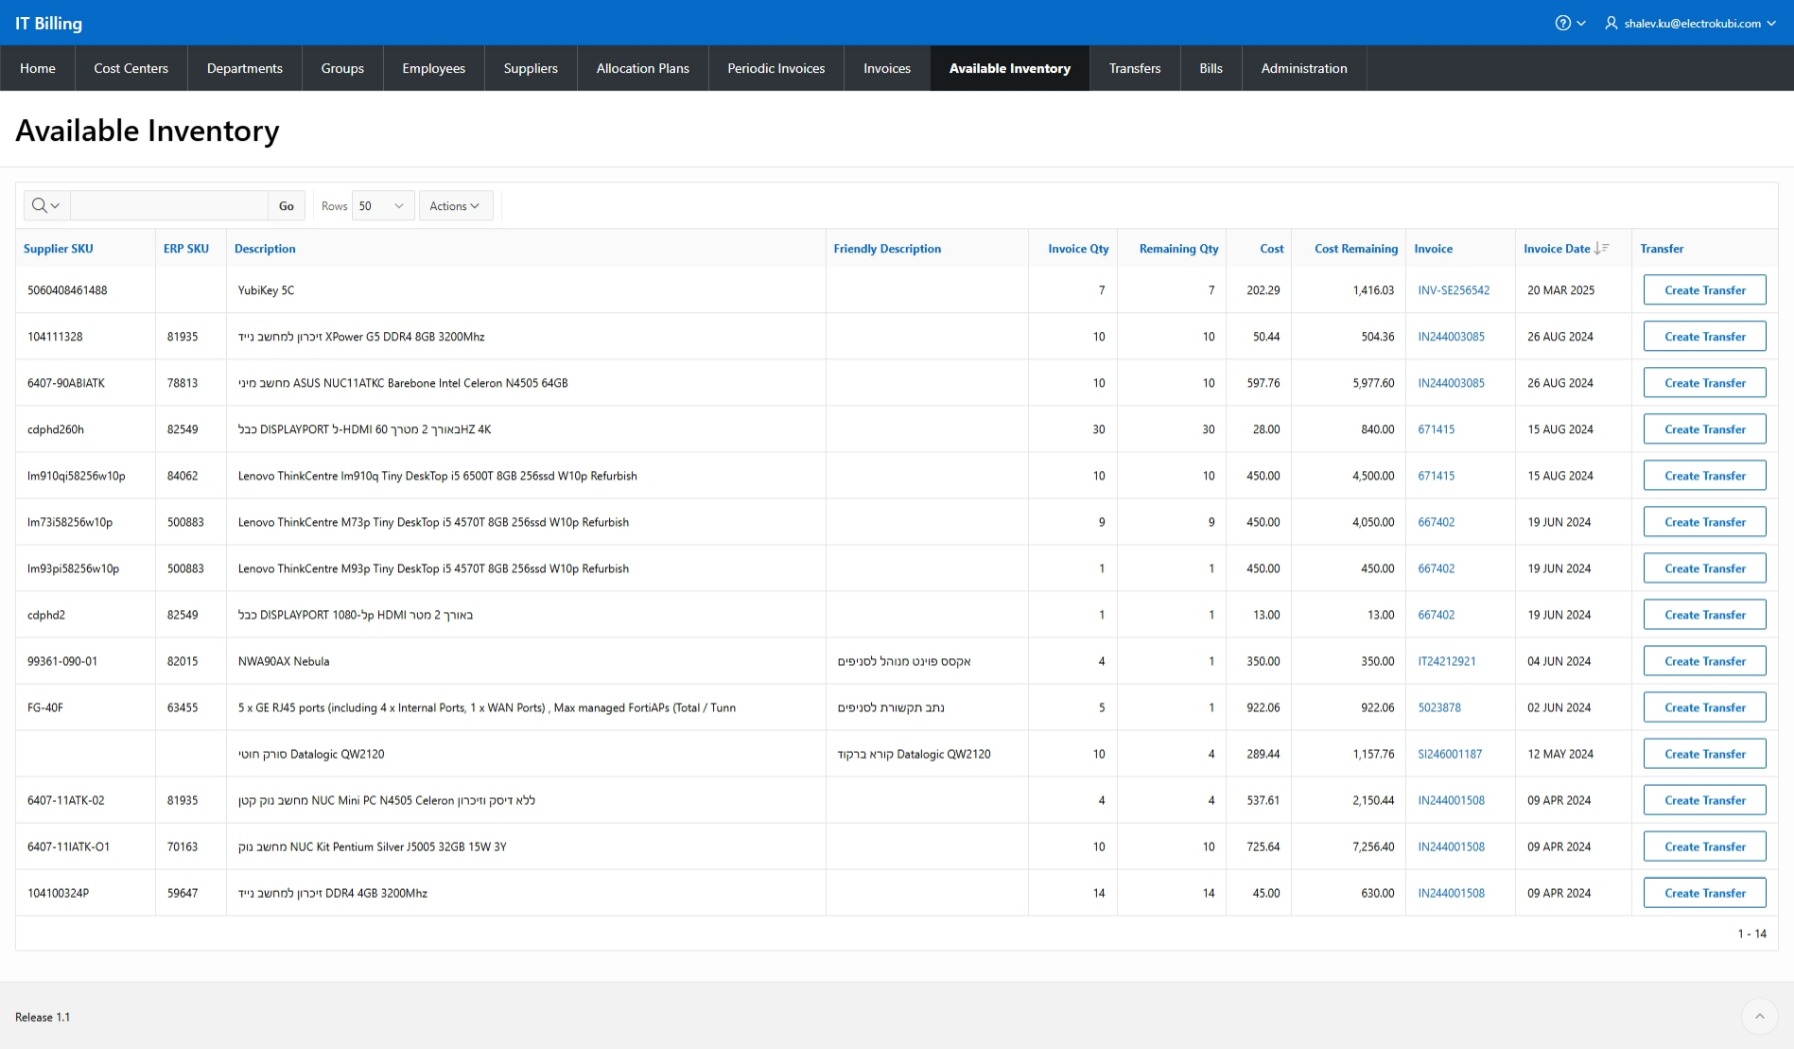 IT Billing
shalev.ku@electrokubi.com
Home Cost Centers Departments Groups Employees Suppliers Allocation Plans Periodic Invoices Invoices Available Inventory Transfers Bills Administration
Available Inventory
Go Rows 50 Actions
Supplier SKU ERP SKU Description Friendly Description Invoice Qty Remaining Qty Cost Cost Remaining Invoice Invoice Date Transfer
5060408461488 YubiKey 5C 7 7 202.29 1,416.03 INV-SE256542 20 MAR 2025 Create Transfer
104111328 81935 זיכרון למחשב נייד XPower G5 DDR4 8GB 3200Mhz 10 10 50.44 504.36 IN244003085 26 AUG 2024 Create Transfer
6407-90ABIATK 78813 מחשב מיני ASUS NUC11ATKC Barebone Intel Celeron N4505 64GB 10 10 597.76 5,977.60 IN244003085 26 AUG 2024 Create Transfer
cdphd260h 82549 כבל DISPLAYPORT ל-HDMI באורך 2 מטרך 60HZ 4K 30 30 28.00 840.00 671415 15 AUG 2024 Create Transfer
lm910qi58256w10p 84062 Lenovo ThinkCentre lm910q Tiny DeskTop i5 6500T 8GB 256ssd W10p Refurbish 10 10 450.00 4,500.00 671415 15 AUG 2024 Create Transfer
lm73i58256w10p 500883 Lenovo ThinkCentre M73p Tiny DeskTop i5 4570T 8GB 256ssd W10p Refurbish 9 9 450.00 4,050.00 667402 19 JUN 2024 Create Transfer
lm93pi58256w10p 500883 Lenovo ThinkCentre M93p Tiny DeskTop i5 4570T 8GB 256ssd W10p Refurbish 1 1 450.00 450.00 667402 19 JUN 2024 Create Transfer
cdphd2 82549 כבל DISPLAYPORT ל-1080p HDMI באורך 2 מטר 1 1 13.00 13.00 667402 19 JUN 2024 Create Transfer
99361-090-01 82015 NWA90AX Nebula אקסס פוינט מנוהל לסניפים 4 1 350.00 350.00 IT24212921 04 JUN 2024 Create Transfer
FG-40F 63455 5 x GE RJ45 ports (including 4 x Internal Ports, 1 x WAN Ports) , Max managed FortiAPs (Total / Tunn נתב תקשורת לסניפים 5 1 922.06 922.06 5023878 02 JUN 2024 Create Transfer
סורק חוטי Datalogic QW2120 קורא ברקוד Datalogic QW2120 10 4 289.44 1,157.76 SI246001187 12 MAY 2024 Create Transfer
6407-11ATK-02 81935 מחשב נוק קטן NUC Mini PC N4505 Celeron ללא דיסק וזיכרון 4 4 537.61 2,150.44 IN244001508 09 APR 2024 Create Transfer
6407-11IATK-O1 70163 מחשב נוק NUC Kit Pentium Silver J5005 32GB 15W 3Y 10 10 725.64 7,256.40 IN244001508 09 APR 2024 Create Transfer
104100324P 59647 זיכרון למחשב נייד DDR4 4GB 3200Mhz 14 14 45.00 630.00 IN244001508 09 APR 2024 Create Transfer
1 - 14
Release 1.1